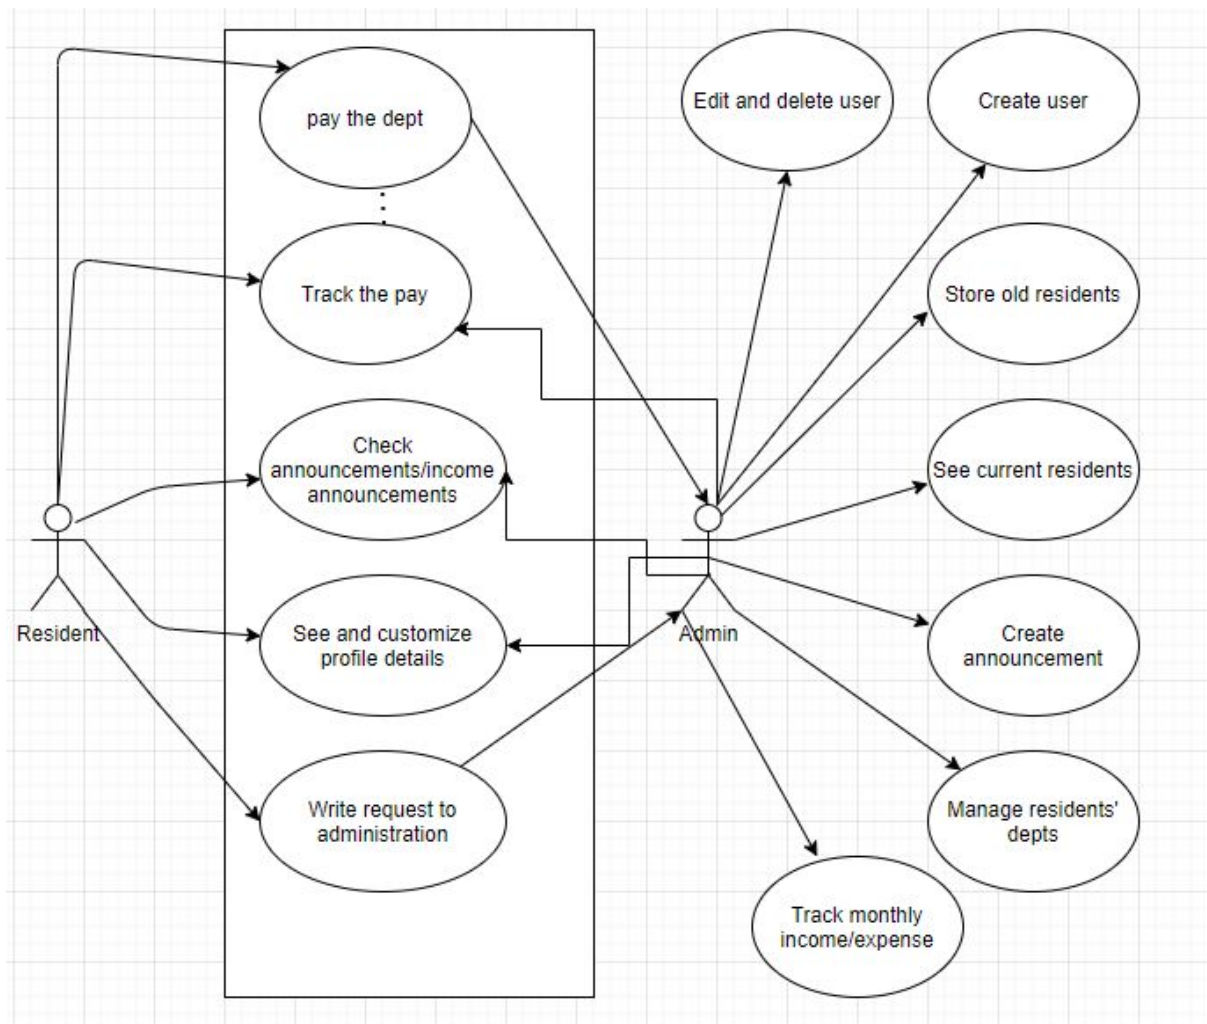 Edit and delete user
Create user
pay the dept
Track the pay
Store old residents
Check
announcements/income
announcements
See current residents
Resident
See and customize
profile details
Admin
Create
announcement
Write request to
administration
Manage residents'
depts
Track monthly
income/expense